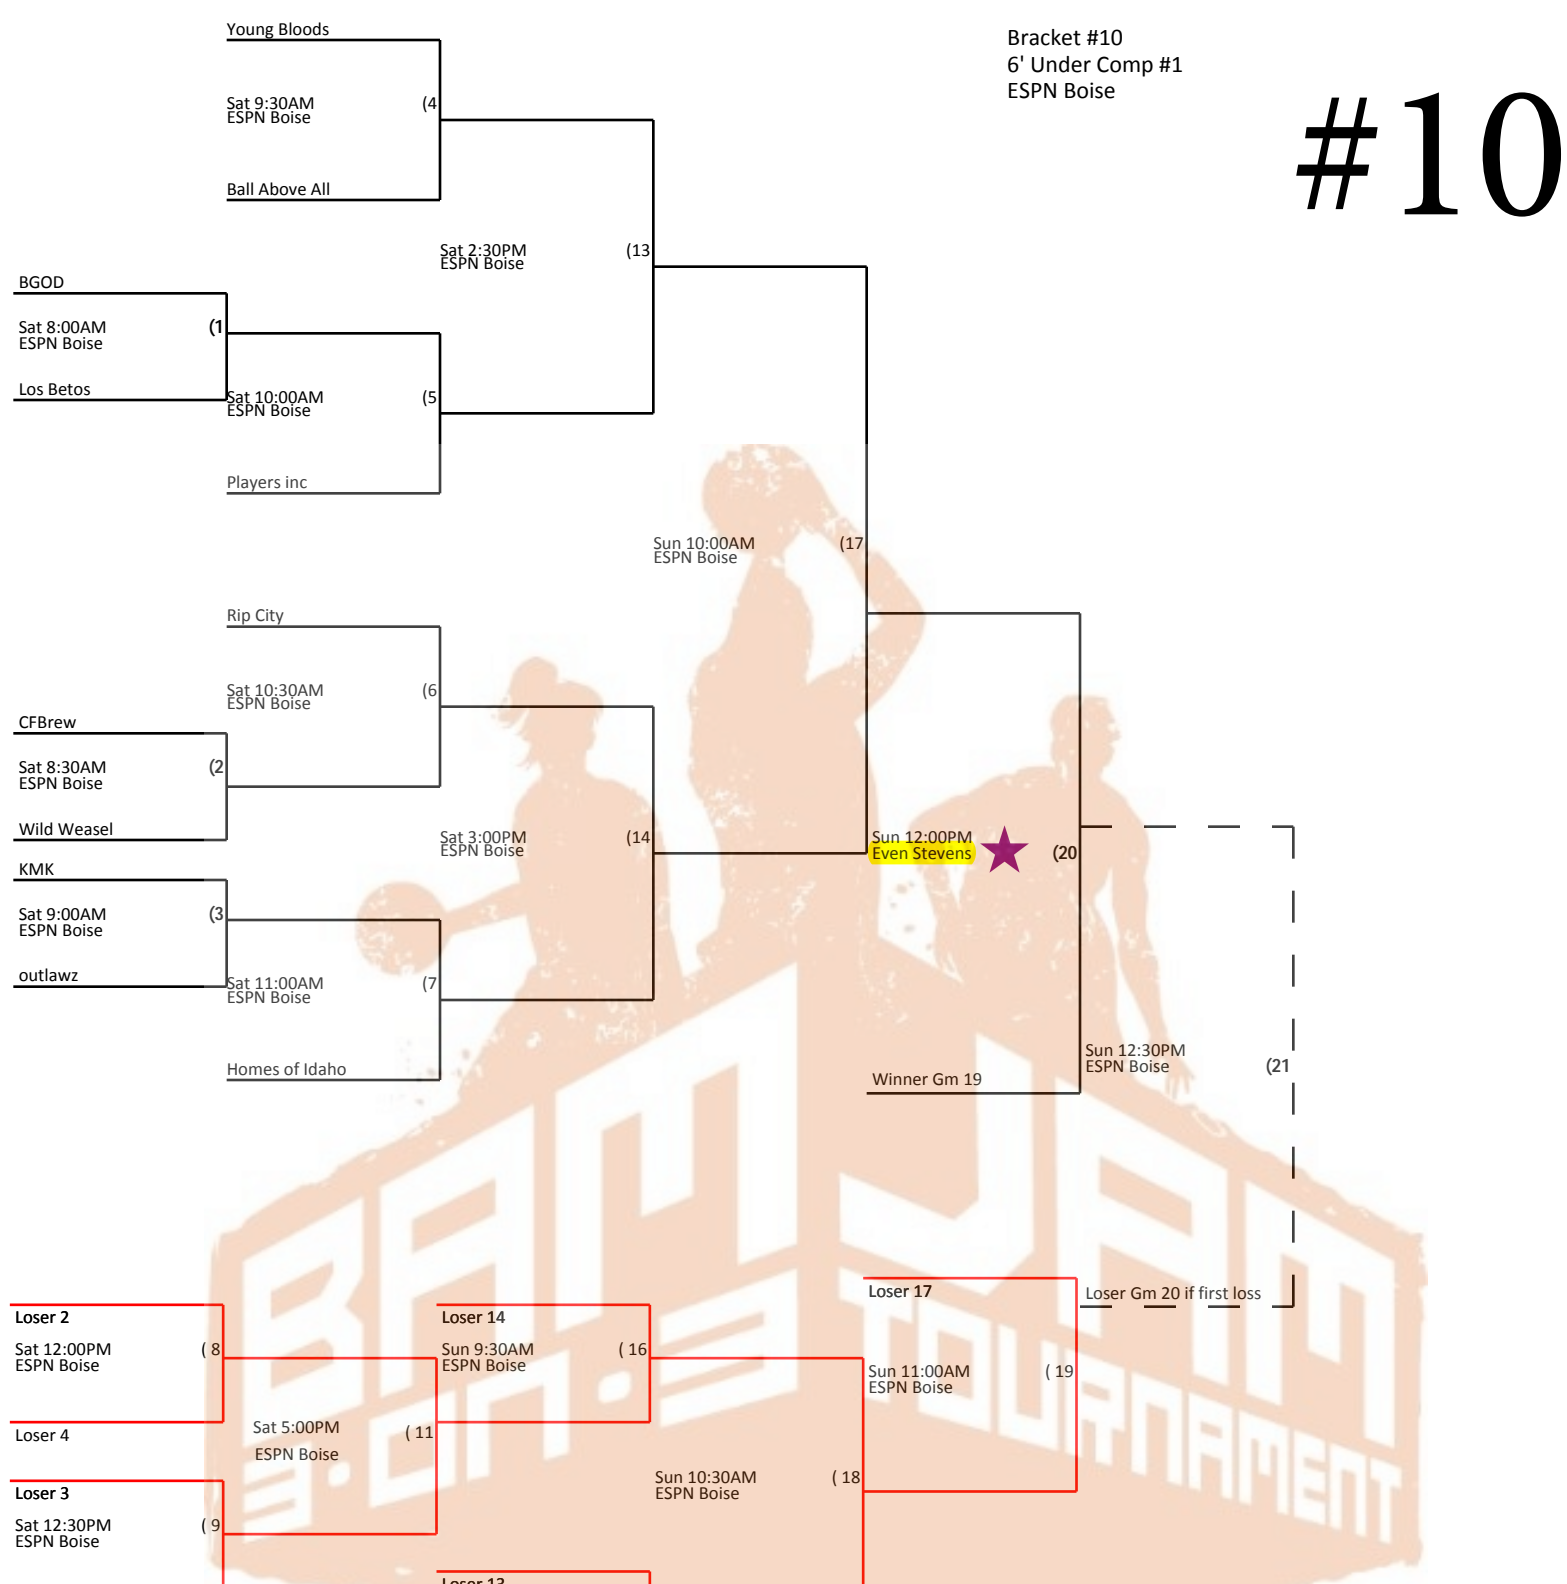 Young Bloods
Bracket #10
6' Under Comp #1
ESPN Boise
#10
Sat 9:30AM
ESPN Boise
(4
Ball Above All
Sat 2:30PM
ESPN Boise
(13
BGOD
Sat 8:00AM
ESPN Boise
(1
Los Betos
Sat 10:00AM
ESPN Boise
(5
Players inc
Sun 10:00AM
ESPN Boise
(17
Rip City
Sat 10:30AM
ESPN Boise
(6
CFBrew
Sat 8:30AM
ESPN Boise
(2
Wild Weasel
Sat 3:00PM
ESPN Boise
(14
Sun 12:00PM
Even Stevens
(20
KMK
Sat 9:00AM
ESPN Boise
(3
outlawz
Sat 11:00AM
ESPN Boise
(7
Homes of Idaho
Winner Gm 19
Sun 12:30PM
ESPN Boise
(21
BAM JAM
3-ON-3 TOURNAMENT
Loser 2
Sat 12:00PM
ESPN Boise
( 8
Loser 4
Sat 5:00PM
ESPN Boise
( 11
Loser 14
Sun 9:30AM
ESPN Boise
( 16
Loser 17
Sun 11:00AM
ESPN Boise
( 19
Loser Gm 20 if first loss
Loser 3
Sat 12:30PM
ESPN Boise
( 9
Sun 10:30AM
ESPN Boise
( 18
Loser 13